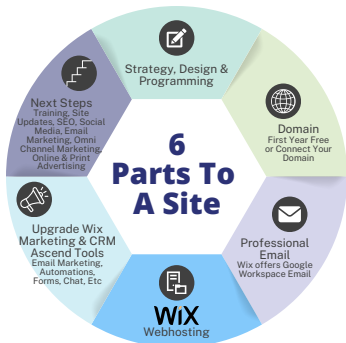 6
Parts To
A Site
Strategy, Design &
Programming
Domain
First Year Free
or Connect Your
Domain
Professional
Email
Wix offers Google
Workspace Email
WiX
Webhosting
Upgrade Wix
Marketing & CRM
Ascend Tools
Email Marketing,
Automations,
Forms, Chat, Etc
Next Steps
Training, Site
Updates, SEO, Social
Media, Email
Marketing, Omni
Channel Marketing,
Online & Print
Advertising